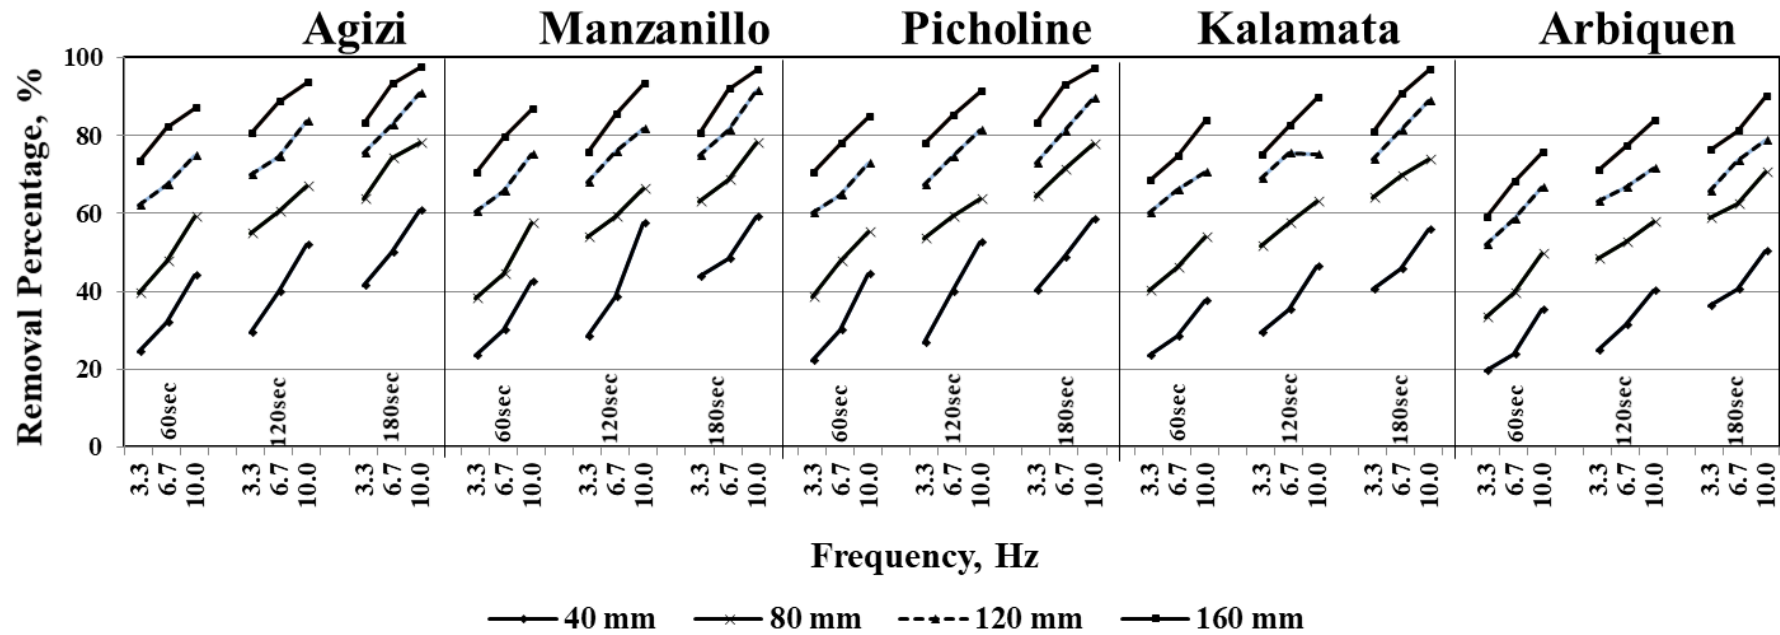 Agizi Manzanillo Picholine Kalamata Arbiquen
Removal Percentage, %
100
80
60
40
20
0
60sec 120sec 180sec 60sec 120sec 180sec 60sec 120sec 180sec 60sec 120sec 180sec 60sec 120sec 180sec
3.3 6.7 10.0 3.3 6.7 10.0 3.3 6.7 10.0 3.3 6.7 10.0 3.3 6.7 10.0 3.3 6.7 10.0 3.3 6.7 10.0 3.3 6.7 10.0 3.3 6.7 10.0 3.3 6.7 10.0 3.3 6.7 10.0 3.3 6.7 10.0 3.3 6.7 10.0 3.3 6.7 10.0 3.3 6.7 10.0
Frequency, Hz
40 mm 80 mm 120 mm 160 mm